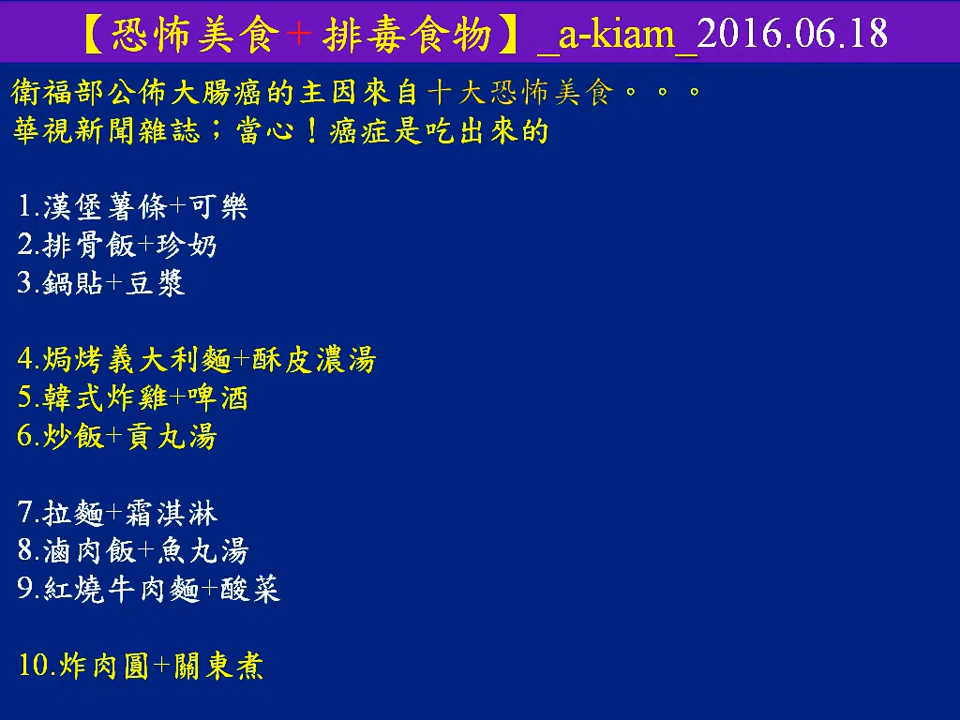 【恐怖美食+排毒食物】_a-kiam_2016.06.18
衛福部公佈大腸癌的主因來自十大恐怖美食。。。
華視新聞雜誌；當心！癌症是吃出來的
1.漢堡薯條+可樂
2.排骨飯+珍奶
3.鍋貼+豆漿
4.焗烤義大利麵+酥皮濃湯
5.韓式炸雞+啤酒
6.炒飯+貢丸湯
7.拉麵+霜淇淋
8.滷肉飯+魚丸湯
9.紅燒牛肉麵+酸菜
10.炸肉圓+關東煮